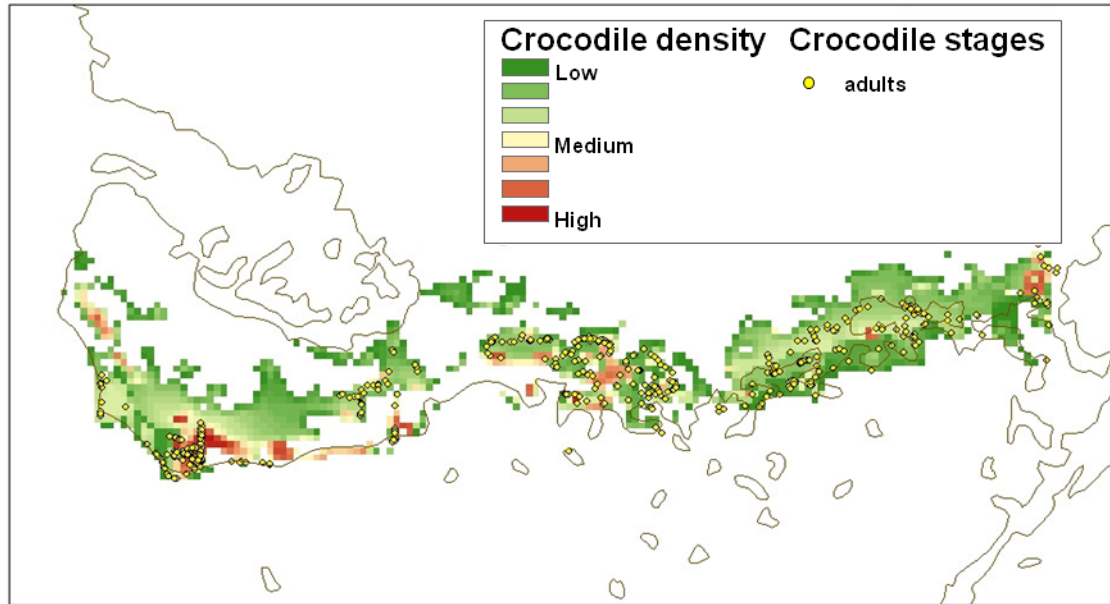 Crocodile density
Low
Medium
High
Crocodile stages
adults